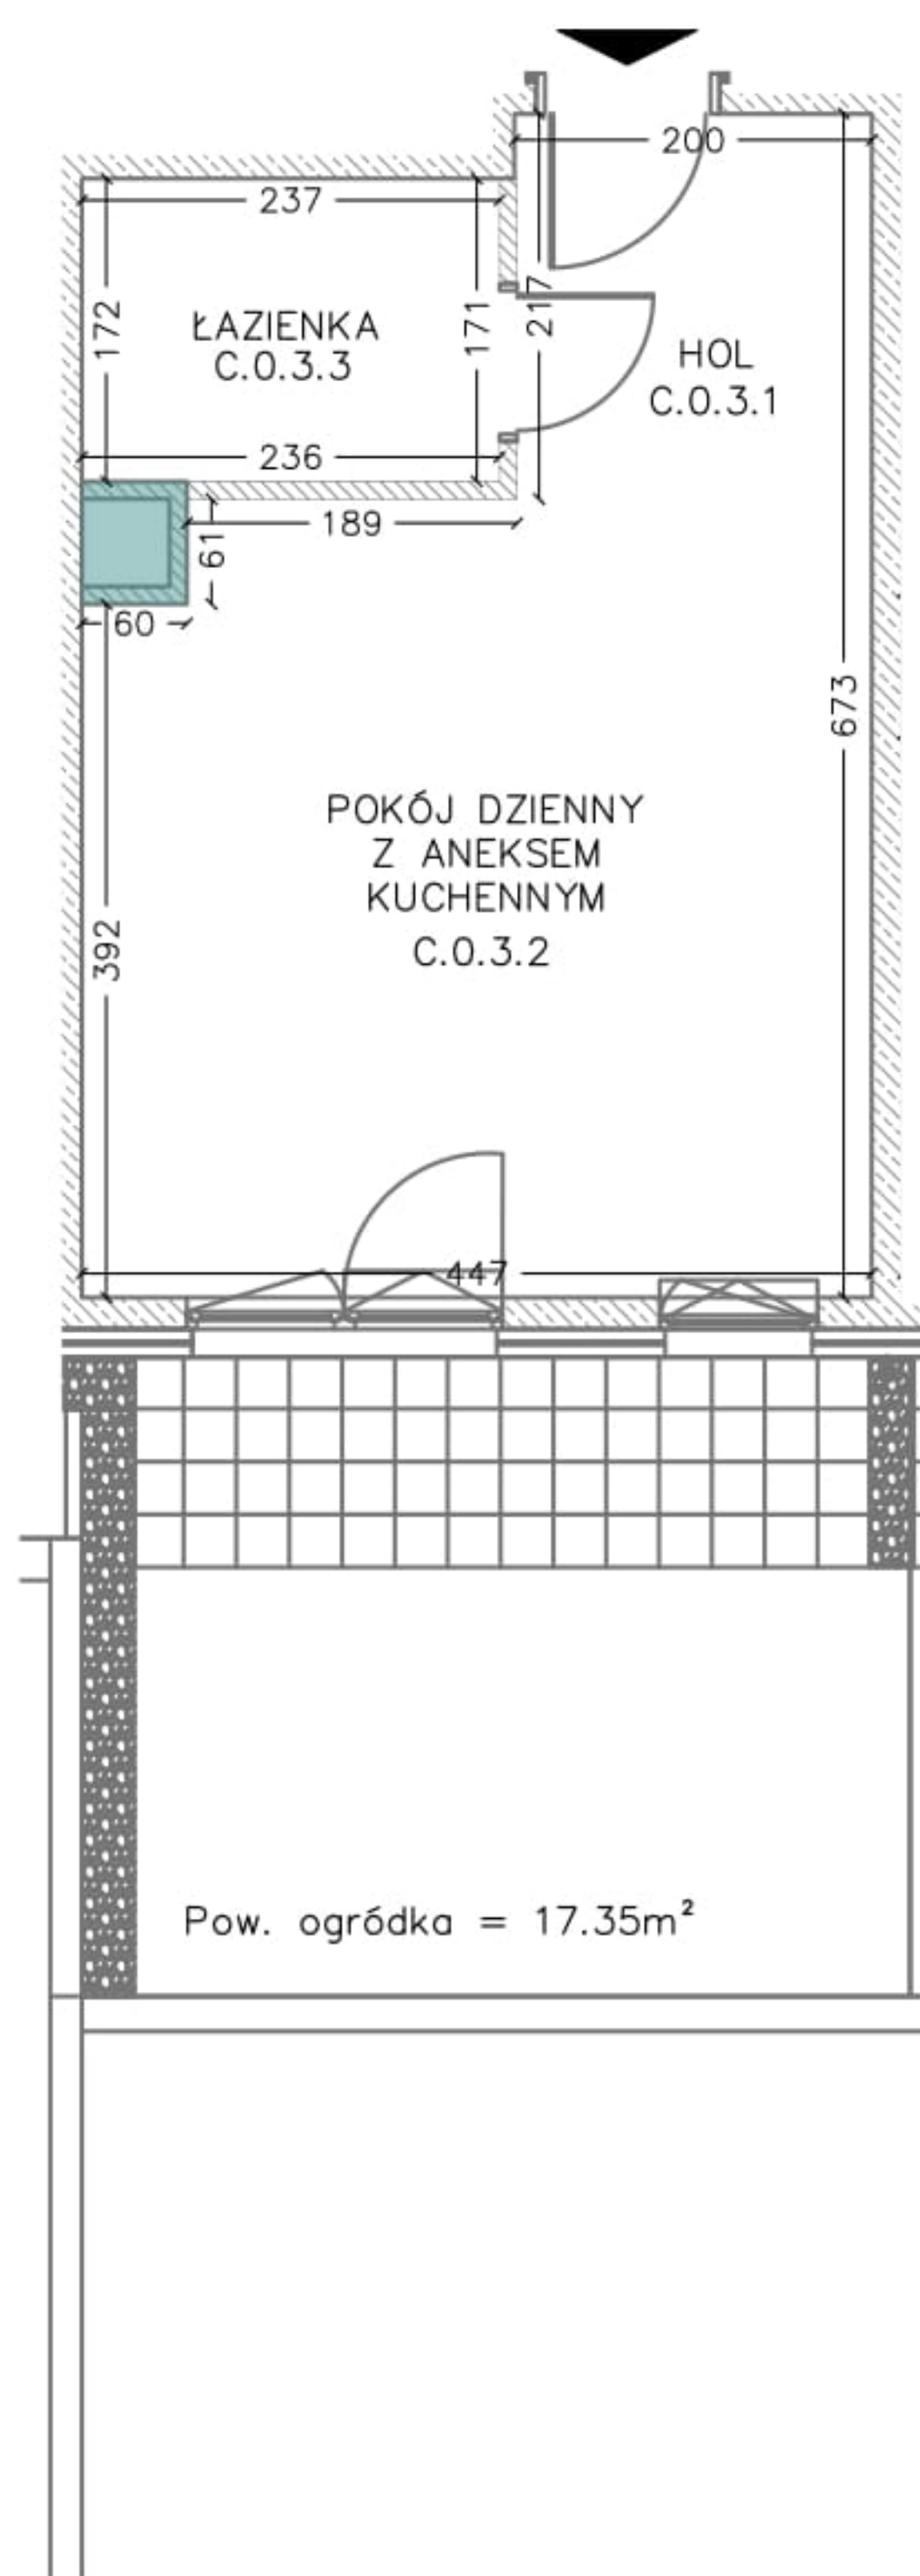 200
237
172
171
217
ŁAZIENKA
C.0.3.3
HOL
C.0.3.1
236
189
61
60
673
POKÓJ DZIENNY
Z ANEKSEM
KUCHENNYM
C.0.3.2
392
447
Pow. ogródka = 17.35m²